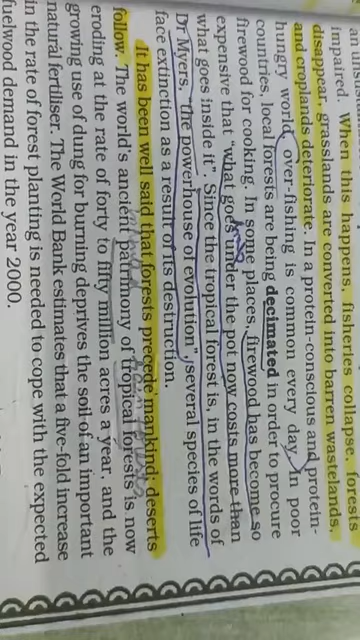 impaired. When this happens, fisheries collapse, forests
disappear, grasslands are converted into barren wastelands,
and croplands deteriorate. In a protein-conscious and protein-
hungry world, over-fishing is common every day. In poor
countries, local forests are being decimated in order to procure
firewood for cooking. In some places, firewood has become so
expensive that "what goes under the pot now costs more than
what goes inside it". Since the tropical forest is, in the words of
Dr Myers, "the powerhouse of evolution", several species of life
face extinction as a result of its destruction.
It has been well said that forests precede mankind; deserts
follow. The world's ancient patrimony of tropical forests is now
eroding at the rate of forty to fifty million acres a year, and the
growing use of dung for burning deprives the soil of an important
natural fertiliser. The World Bank estimates that a five-fold increase
in the rate of forest planting is needed to cope with the expected
fuelwood demand in the year 2000.